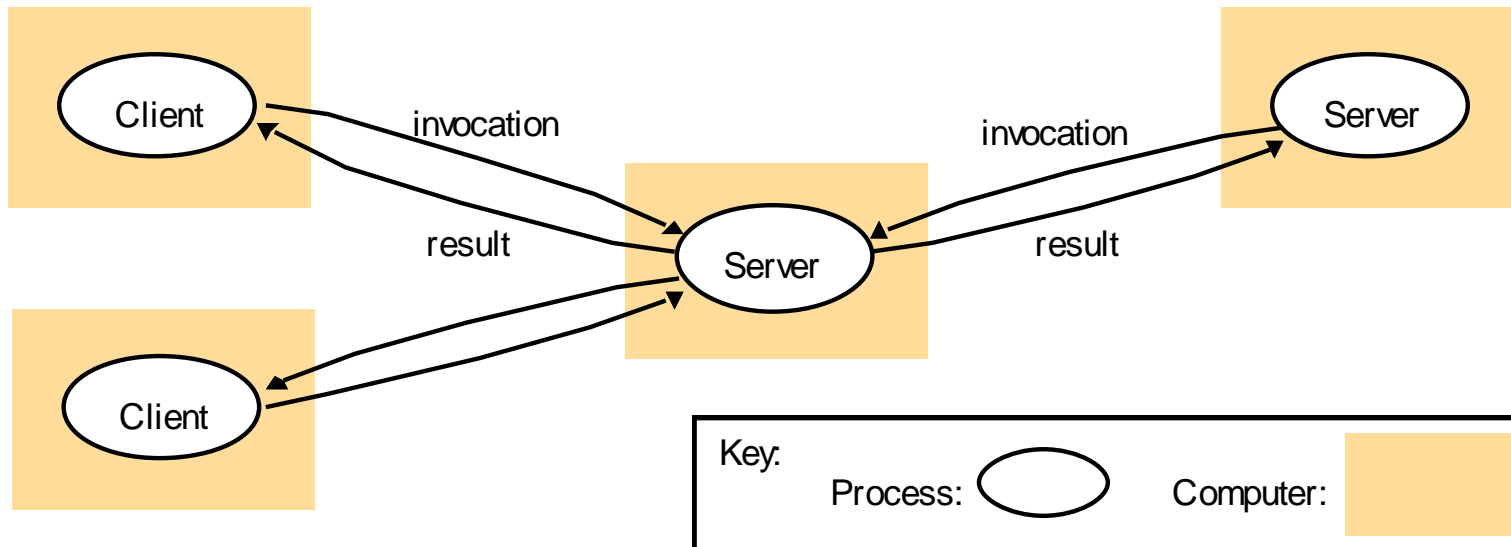 Client
invocation
result
Server
invocation
result
Server
Client
Key:
Process:
Computer: